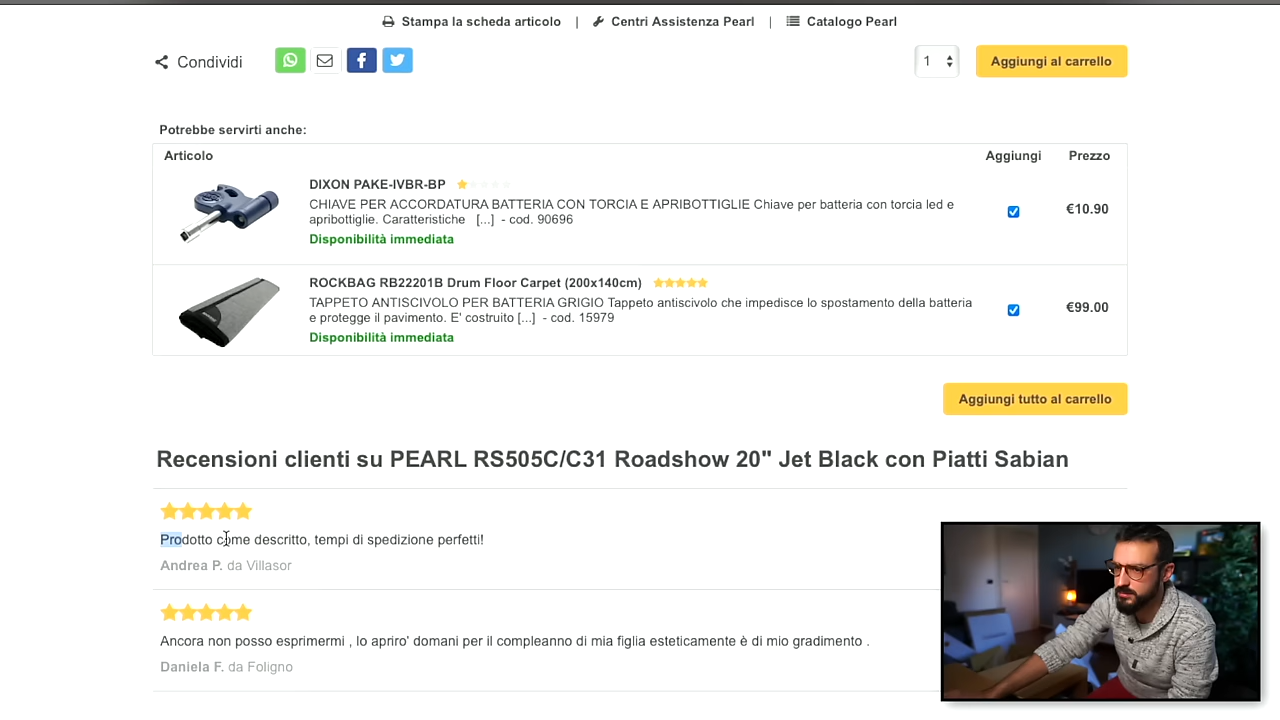 Stampa la scheda articolo | Centri Assistenza Pearl | Catalogo Pearl
Condividi
1
Aggiungi al carrello
Potrebbe servirti anche:
Articolo Aggiungi Prezzo
DIXON PAKE-IVBR-BP
CHIAVE PER ACCORDATURA BATTERIA CON TORCIA E APRIBOTTIGLIE Chiave per batteria con torcia led e
apribottiglie. Caratteristiche [...] - cod. 90696
Disponibilità immediata
€10.90
ROCKBAG RB22201B Drum Floor Carpet (200x140cm)
TAPPETO ANTISCIVOLO PER BATTERIA GRIGIO Tappeto antiscivolo che impedisce lo spostamento della batteria
e protegge il pavimento. E' costruito [...] - cod. 15979
Disponibilità immediata
€99.00
Aggiungi tutto al carrello
Recensioni clienti su PEARL RS505C/C31 Roadshow 20" Jet Black con Piatti Sabian
Prodotto come descritto, tempi di spedizione perfetti!
Andrea P. da Villasor
Ancora non posso esprimermi , lo apriro' domani per il compleanno di mia figlia esteticamente è di mio gradimento .
Daniela F. da Foligno